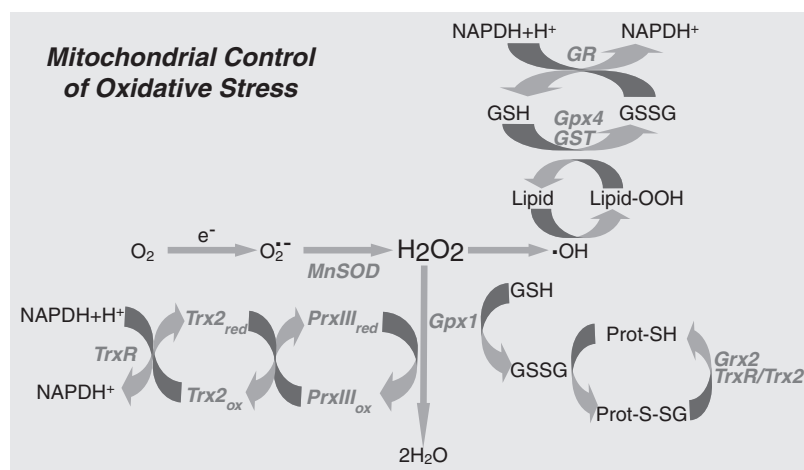 Mitochondrial Control
of Oxidative Stress
NAPDH+H⁺ NAPDH⁺
GR
GSH GSSG
Gpx4
GST
Lipid Lipid-OOH
O₂ e⁻ O₂•⁻ MnSOD H2O2 •OH
NAPDH+H⁺ Trx2red PrxIIIred Gpx1 GSH
TrxR
NAPDH⁺ Trx2ox PrxIIIox GSSG
Prot-SH
Grx2
TrxR/Trx2
Prot-S-SG
2H₂O